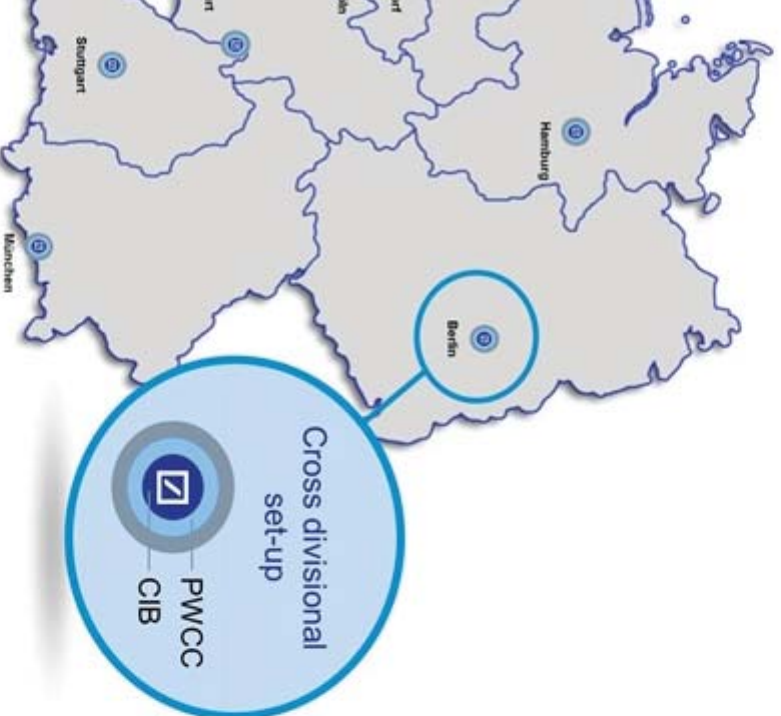 Hamburg
Berlin
Stuttgart
München
Cross divisional
set-up
PWCC
CIB